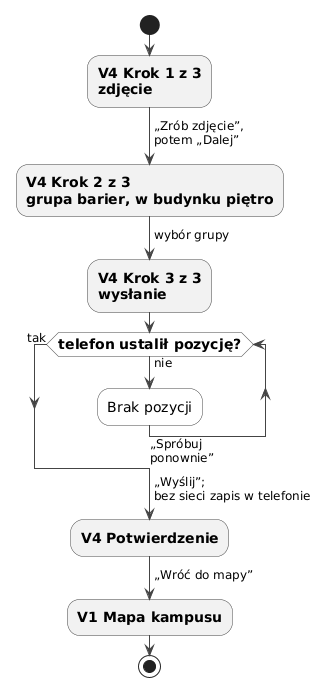 V4 Krok 1 z 3
zdjęcie
„Zrób zdjęcie”,
potem „Dalej”
V4 Krok 2 z 3
grupa barier, w budynku piętro
wybór grupy
V4 Krok 3 z 3
wysłanie
tak
telefon ustalił pozycję?
nie
Brak pozycji
„Spróbuj
ponownie”
„Wyślij”;
bez sieci zapis w telefonie
V4 Potwierdzenie
„Wróć do mapy”
V1 Mapa kampusu